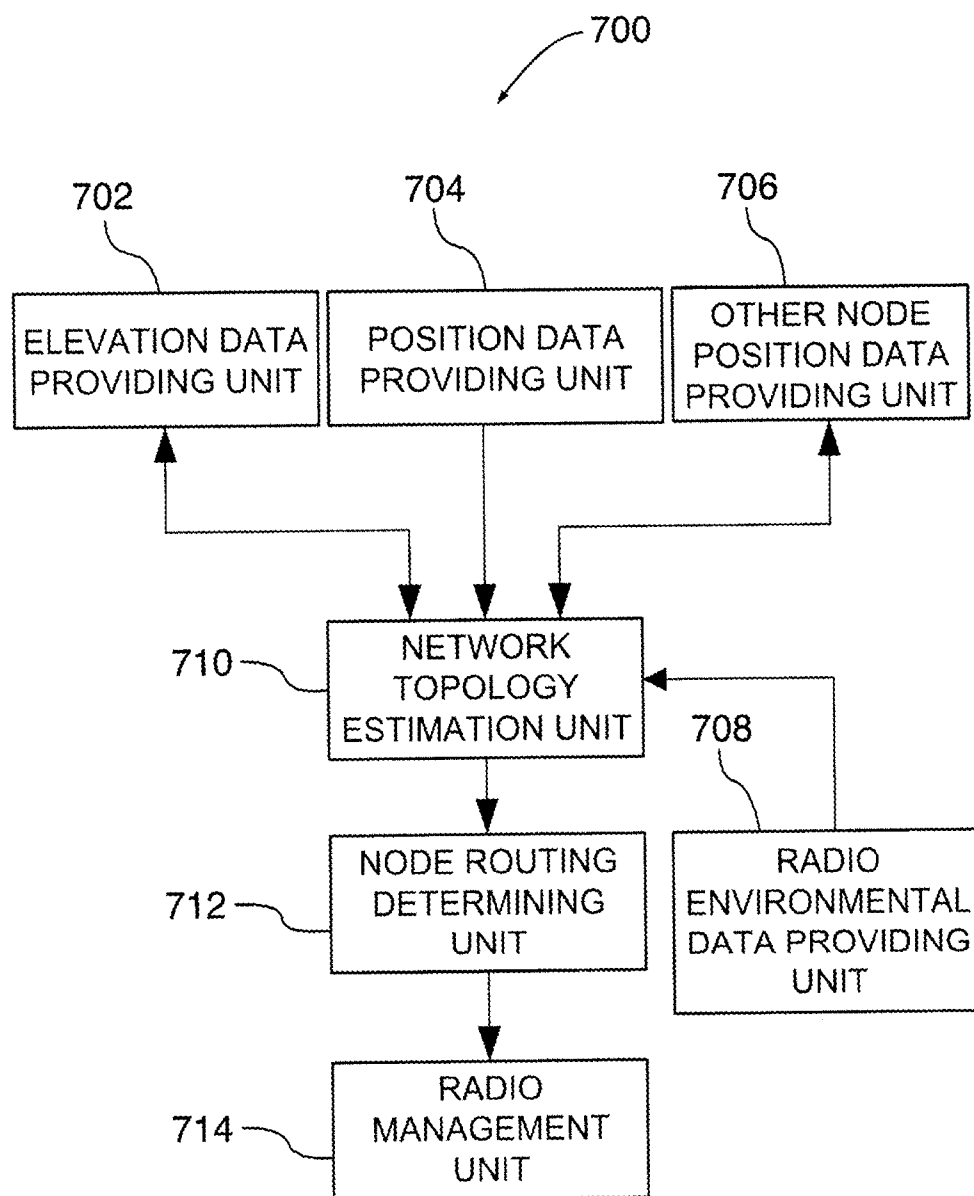 700
702
704
706
ELEVATION DATA
PROVIDING UNIT
POSITION DATA
PROVIDING UNIT
OTHER NODE
POSITION DATA
PROVIDING UNIT
710
NETWORK
TOPOLOGY
ESTIMATION UNIT
708
712
NODE ROUTING
DETERMINING
UNIT
RADIO
ENVIRONMENTAL
DATA PROVIDING
UNIT
714
RADIO
MANAGEMENT
UNIT